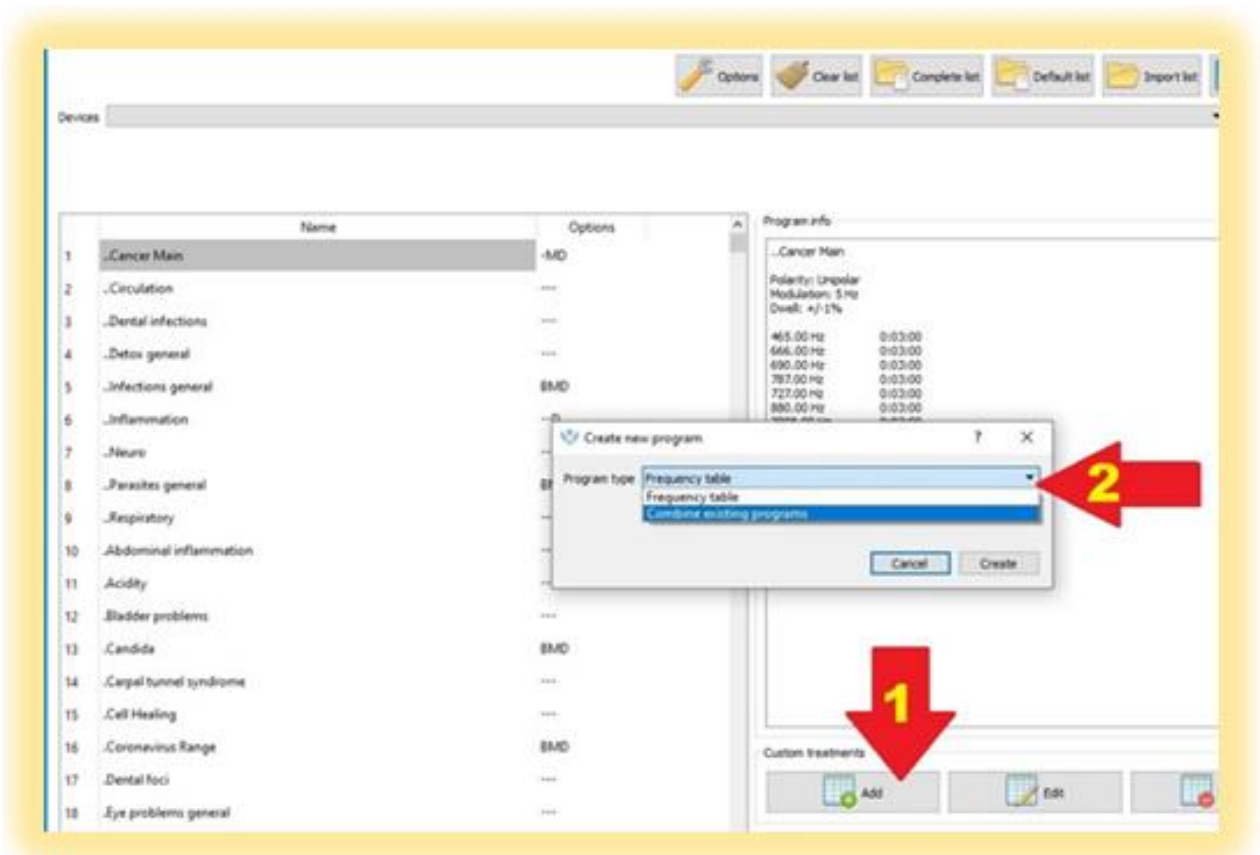 Options Clear list Complete list Default list Import list
Devices
Name Options
1 ..Cancer Main -MD
2 ..Circulation ---
3 ..Dental infections ---
4 ..Detox general ---
5 ..Infections general BMD
6 ..Inflammation --D
7 ..Neuro
8 ..Parasites general
9 ..Respiratory
10 .Abdominal inflammation
11 .Acidity
12 .Bladder problems ---
13 .Candida BMD
14 .Carpal tunnel syndrome ---
15 .Cell Healing ---
16 .Coronavirus Range BMD
17 .Dental foci ---
18 .Eye problems general ---
Program info
...Cancer Main
Polarity: Unipolar
Modulation: 5 Hz
Dwell: +/-1%
465.00 Hz 0:03:00
666.00 Hz 0:03:00
690.00 Hz 0:03:00
787.00 Hz 0:03:00
727.00 Hz 0:03:00
880.00 Hz 0:03:00
Create new program ? X
Program type Frequency table
Frequency table
Combine existing programs
Cancel Create
2
1
Custom treatments
Add Edit